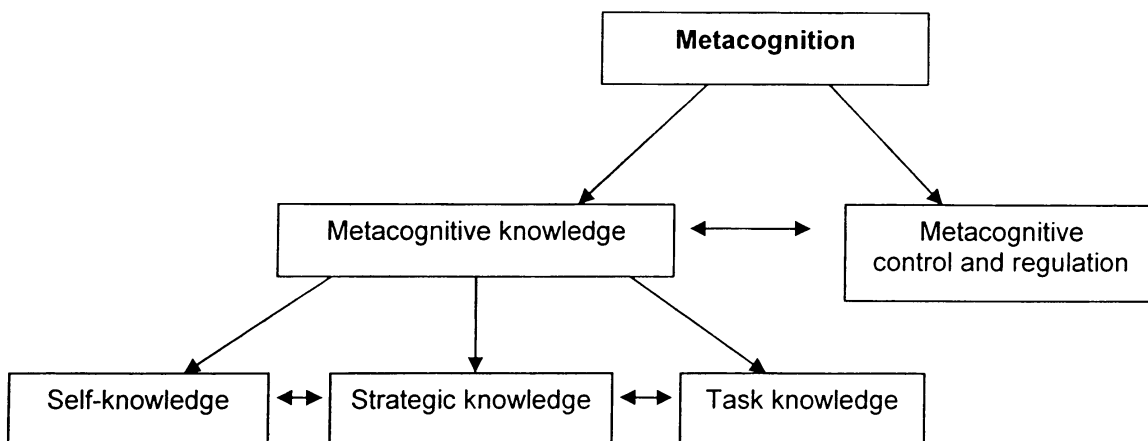 Metacognition
Metacognitive knowledge
Metacognitive
control and regulation
Self-knowledge
Strategic knowledge
Task knowledge